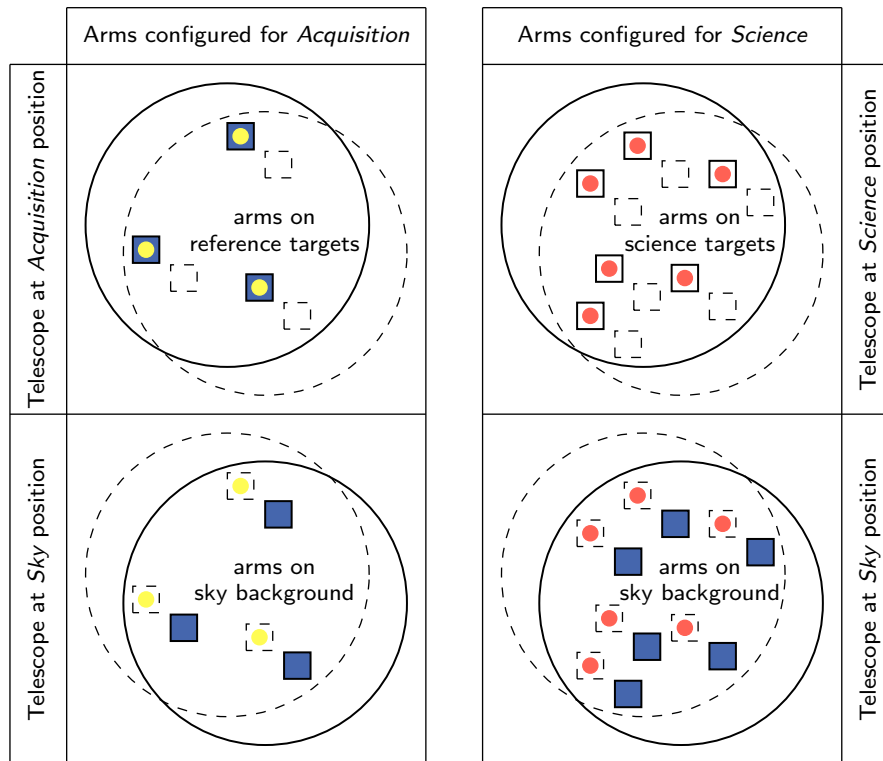 Arms configured for Acquisition
Arms configured for Science
Telescope at Acquisition position
arms on
reference targets
arms on
science targets
Telescope at Science position
Telescope at Sky position
arms on
sky background
arms on
sky background
Telescope at Sky position